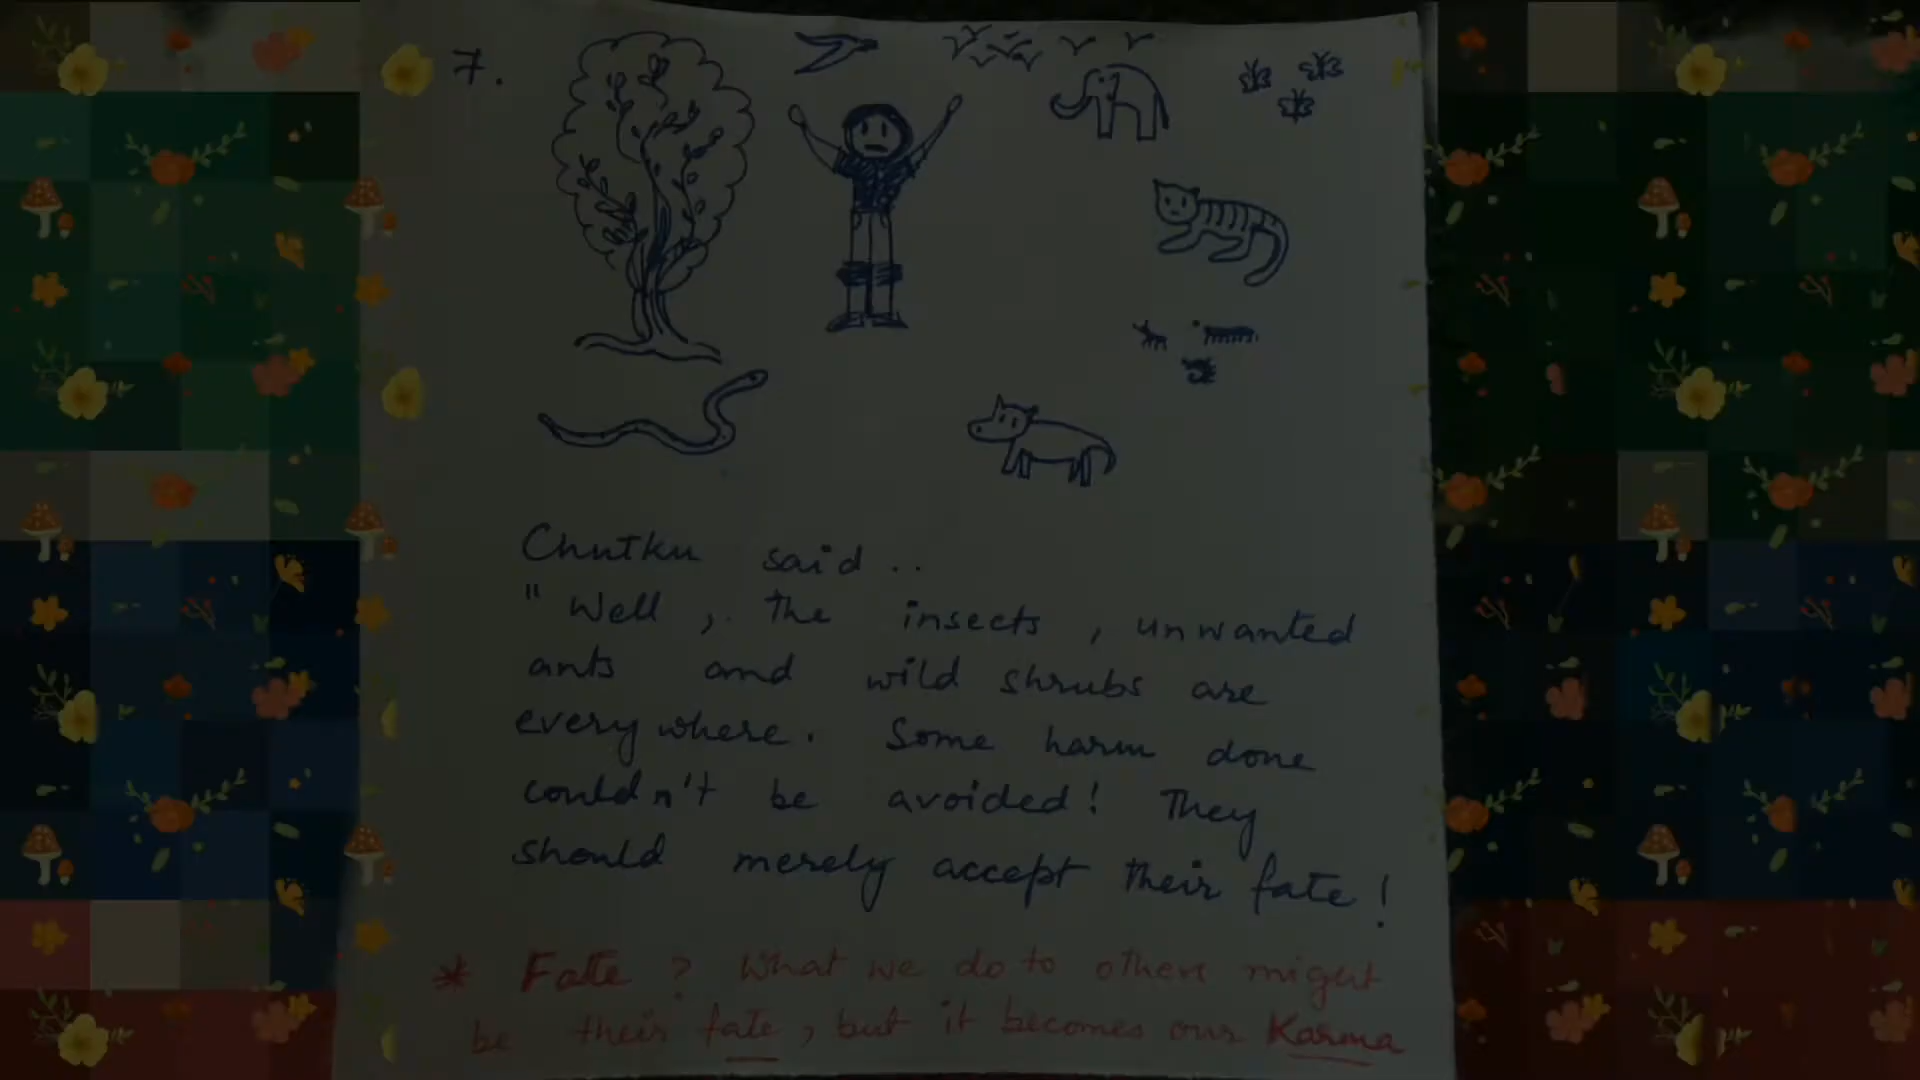 7.
Chutku said ..
" Well, the insects, unwanted
ants and wild shrubs are
everywhere. Some harm done
couldn't be avoided! They
should merely accept their fate!
* Fate? What we do to others might
be their fate, but it becomes our Karma